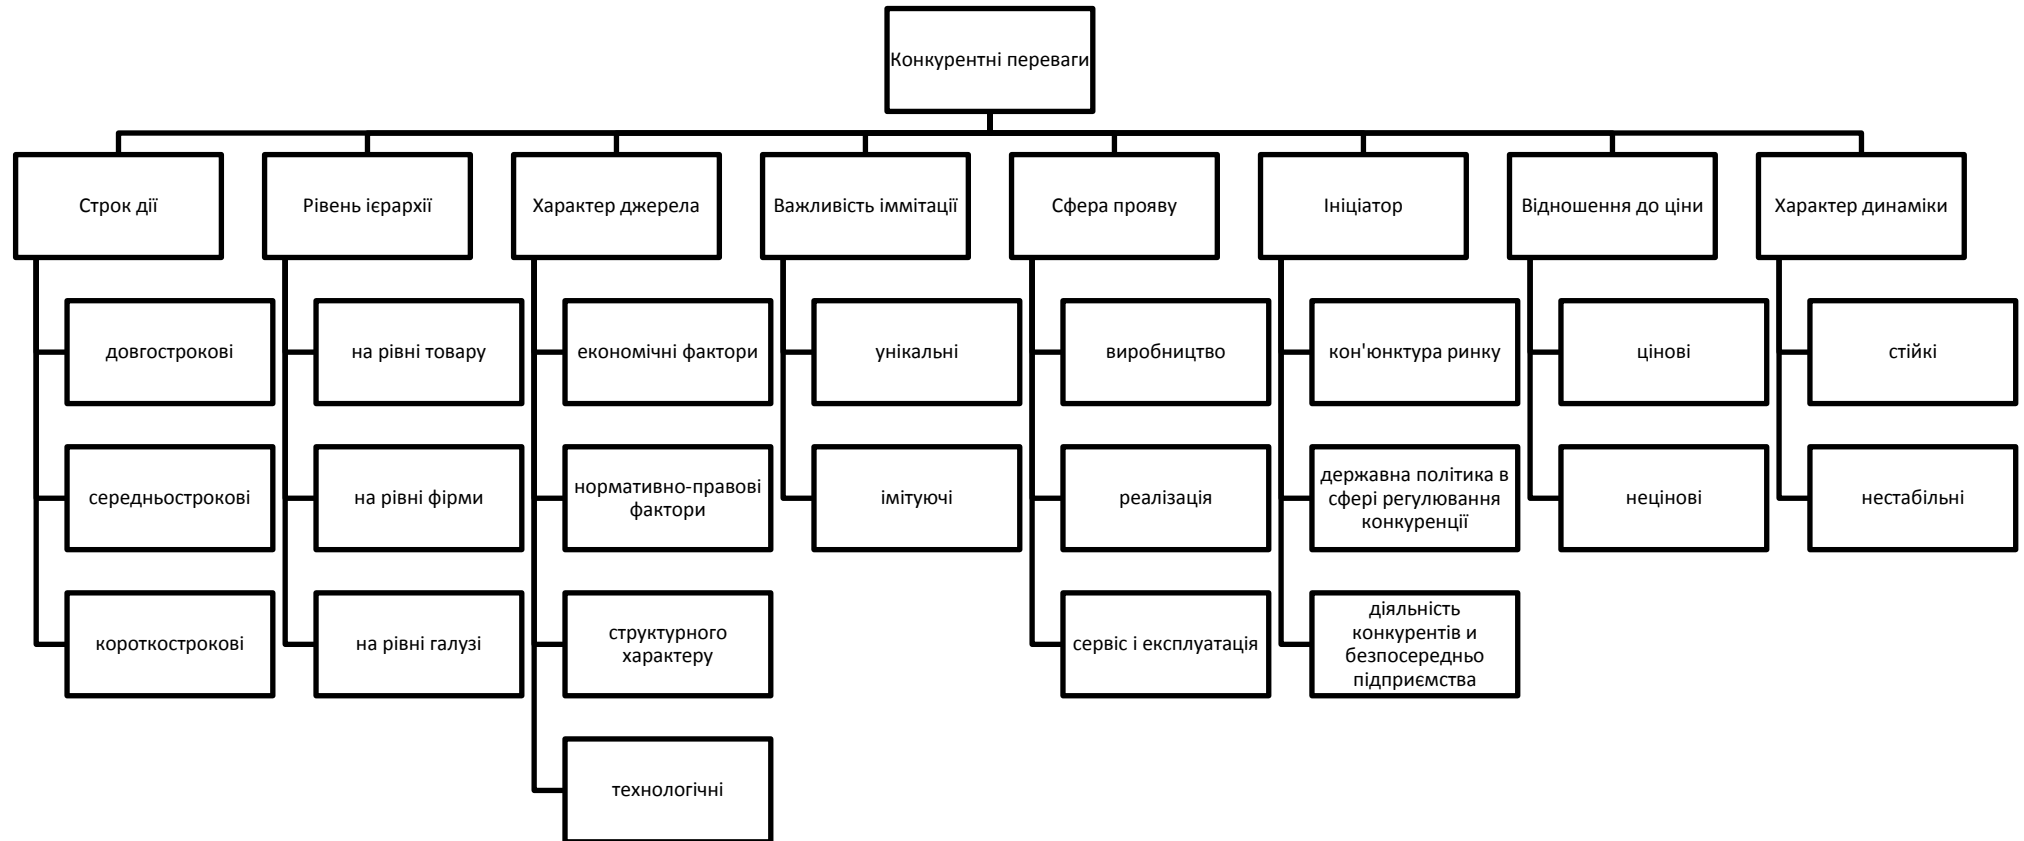 Конкурентні переваги
Строк дії
довгострокові
середньострокові
короткострокові
Рівень ієрархії
на рівні товару
на рівні фірми
на рівні галузі
Характер джерела
економічні фактори
нормативно-правові
фактори
структурного
характеру
технологічні
Важливість іммітації
унікальні
імітуючі
Сфера прояву
виробництво
реалізація
сервіс і експлуатація
Ініціатор
кон'юнктура ринку
державна політика в
сфері регулювання
конкуренції
діяльність
конкурентів и
безпосередньо
підприємства
Відношення до ціни
цінові
нецінові
Характер динаміки
стійкі
нестабільні